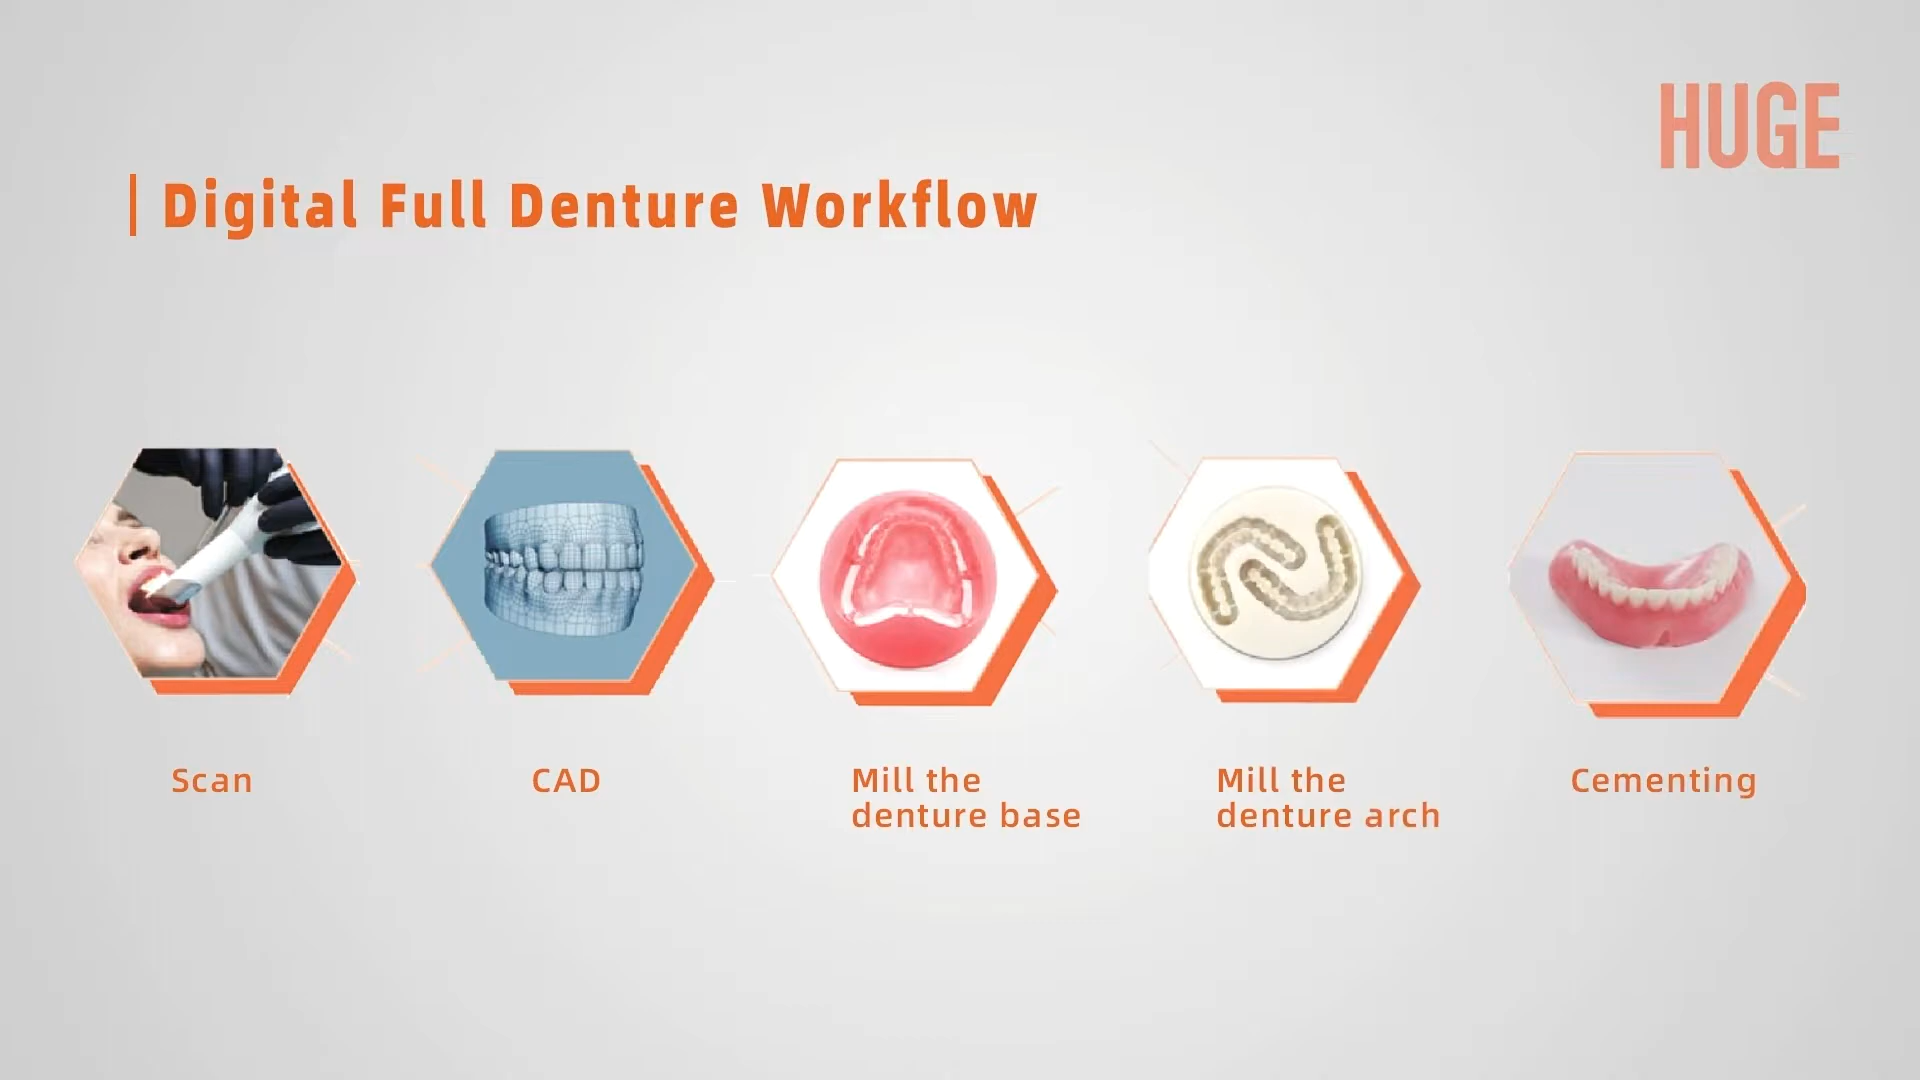 HUGE
Digital Full Denture Workflow
Scan
CAD
Mill the
denture base
Mill the
denture arch
Cementing